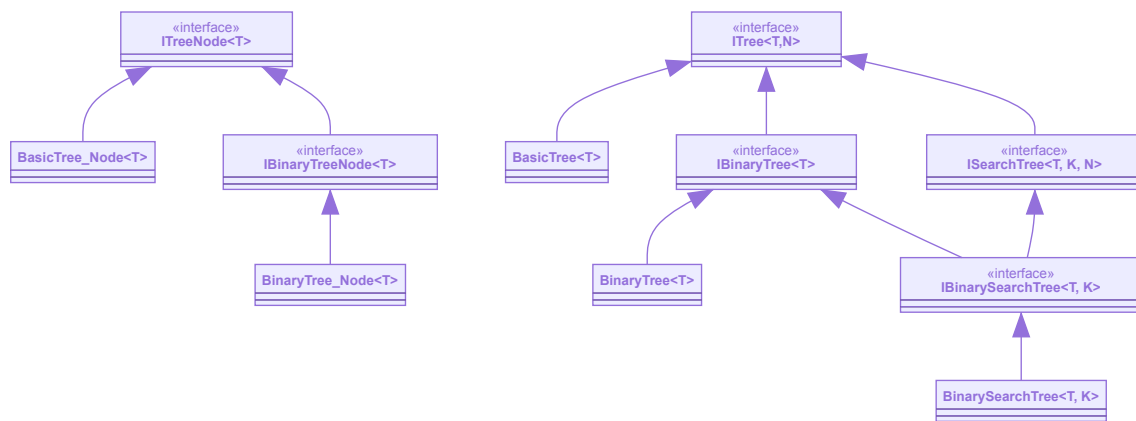 «interface»
ITreeNode<T>
«interface»
ITree<T,N>
BasicTree_Node<T>
«interface»
IBinaryTreeNode<T>
BasicTree<T>
«interface»
IBinaryTree<T>
«interface»
ISearchTree<T, K, N>
BinaryTree_Node<T>
BinaryTree<T>
«interface»
IBinarySearchTree<T, K>
BinarySearchTree<T, K>